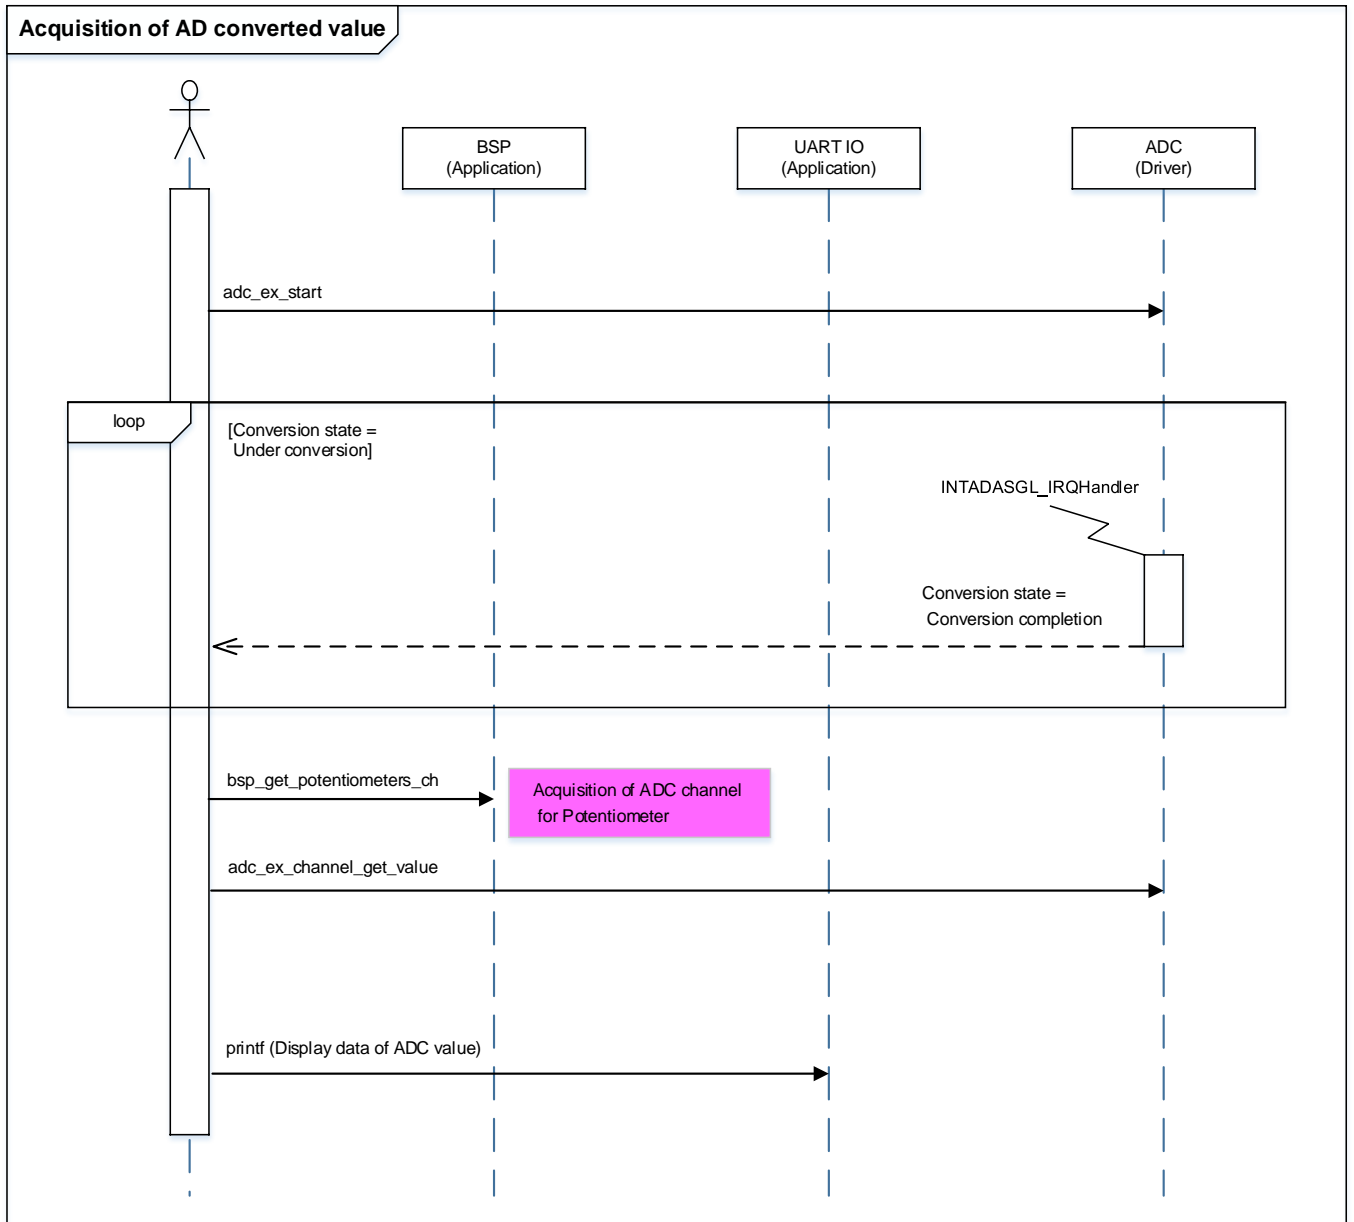 Acquisition of AD converted value
BSP
(Application)
UART IO
(Application)
ADC
(Driver)
adc_ex_start
loop
[Conversion state =
Under conversion]
INTADASGL_IRQHandler
Conversion state =
Conversion completion
bsp_get_potentiometers_ch
Acquisition of ADC channel
for Potentiometer
adc_ex_channel_get_value
printf (Display data of ADC value)